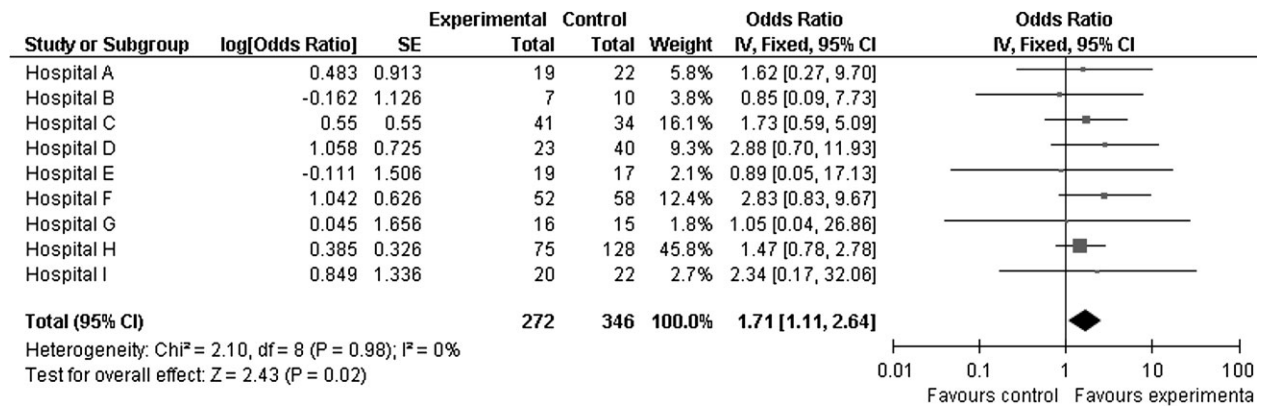 Experimental Control Odds Ratio Odds Ratio
Study or Subgroup log[Odds Ratio] SE Total Total Weight IV, Fixed, 95% CI IV, Fixed, 95% CI
Hospital A 0.483 0.913 19 22 5.8% 1.62 [0.27, 9.70]
Hospital B -0.162 1.126 7 10 3.8% 0.85 [0.09, 7.73]
Hospital C 0.55 0.55 41 34 16.1% 1.73 [0.59, 5.09]
Hospital D 1.058 0.725 23 40 9.3% 2.88 [0.70, 11.93]
Hospital E -0.111 1.506 19 17 2.1% 0.89 [0.05, 17.13]
Hospital F 1.042 0.626 52 58 12.4% 2.83 [0.83, 9.67]
Hospital G 0.045 1.656 16 15 1.8% 1.05 [0.04, 26.86]
Hospital H 0.385 0.326 75 128 45.8% 1.47 [0.78, 2.78]
Hospital I 0.849 1.336 20 22 2.7% 2.34 [0.17, 32.06]
Total (95% CI) 272 346 100.0% 1.71 [1.11, 2.64]
Heterogeneity: Chi² = 2.10, df = 8 (P = 0.98); I² = 0%
Test for overall effect: Z = 2.43 (P = 0.02)
0.01 0.1 1 10 100
Favours control Favours experimenta